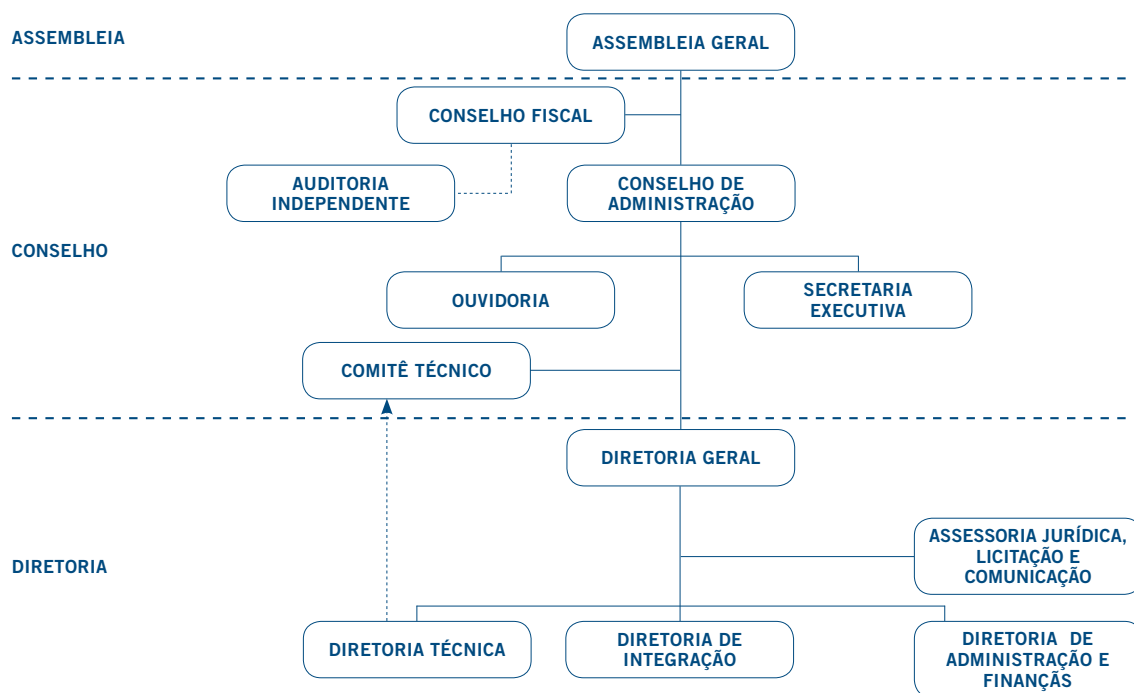 ASSEMBLEIA
ASSEMBLEIA GERAL
CONSELHO FISCAL
AUDITORIA
INDEPENDENTE
CONSELHO DE
ADMINISTRAÇÃO
CONSELHO
OUVIDORIA
SECRETARIA
EXECUTIVA
COMITÊ TÉCNICO
DIRETORIA GERAL
ASSESSORIA JURÍDICA,
LICITAÇÃO E
COMUNICAÇÃO
DIRETORIA
DIRETORIA TÉCNICA
DIRETORIA DE
INTEGRAÇÃO
DIRETORIA DE
ADMINISTRAÇÃO E
FINANÇÃS